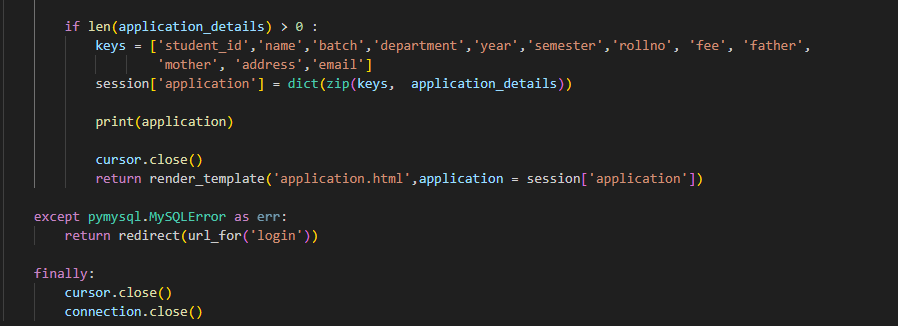 if len(application_details) > 0 :
keys = ['student_id','name','batch','department','year','semester','rollno', 'fee', 'father',
'mother', 'address','email']
session['application'] = dict(zip(keys,  application_details))
print(application)
cursor.close()
return render_template('application.html',application = session['application'])
except pymysql.MySQLError as err:
return redirect(url_for('login'))
finally:
cursor.close()
connection.close()